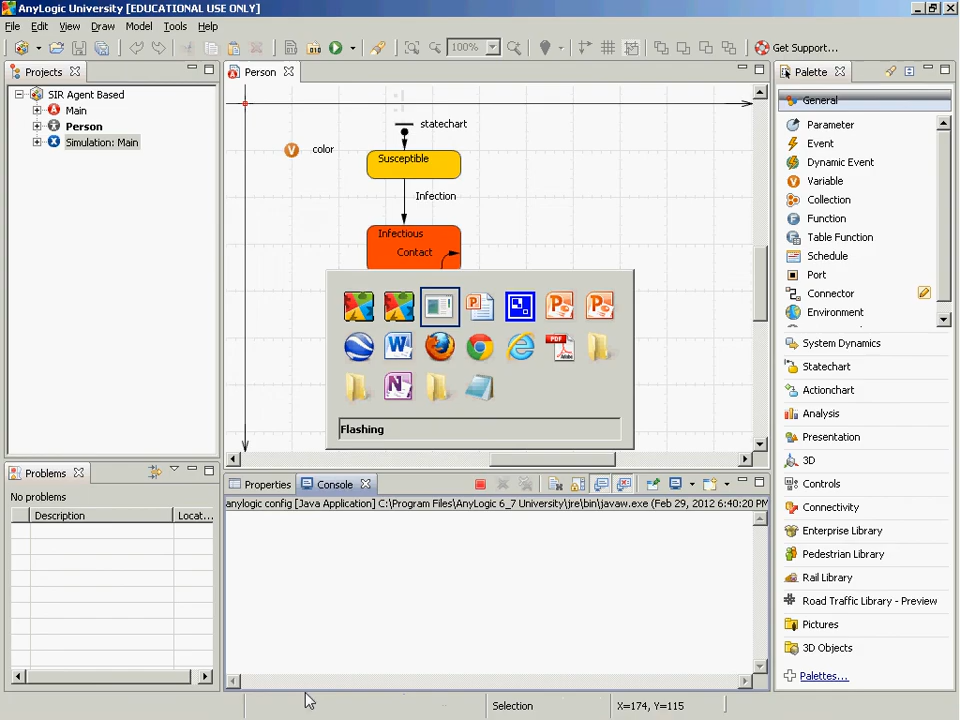 AnyLogic University [EDUCATIONAL USE ONLY]
File Edit View Draw Model Tools Help
100% Get Support...
Projects
Person
Palette
SIR Agent Based
Main
Person
Simulation: Main
statechart
color
Susceptible
Infection
Infectious
Contact
Flashing
General
Parameter
Event
Dynamic Event
Variable
Collection
Function
Table Function
Schedule
Port
Connector
Environment
System Dynamics
Statechart
Actionchart
Analysis
Presentation
3D
Controls
Connectivity
Enterprise Library
Pedestrian Library
Rail Library
Road Traffic Library - Preview
Pictures
3D Objects
Palettes...
Problems
No problems
Description Locat...
Properties Console
anylogic config [Java Application] C:\Program Files\AnyLogic 6_7 University\jre\bin\javaw.exe (Feb 29, 2012 6:40:20 PM
Selection X=174, Y=115